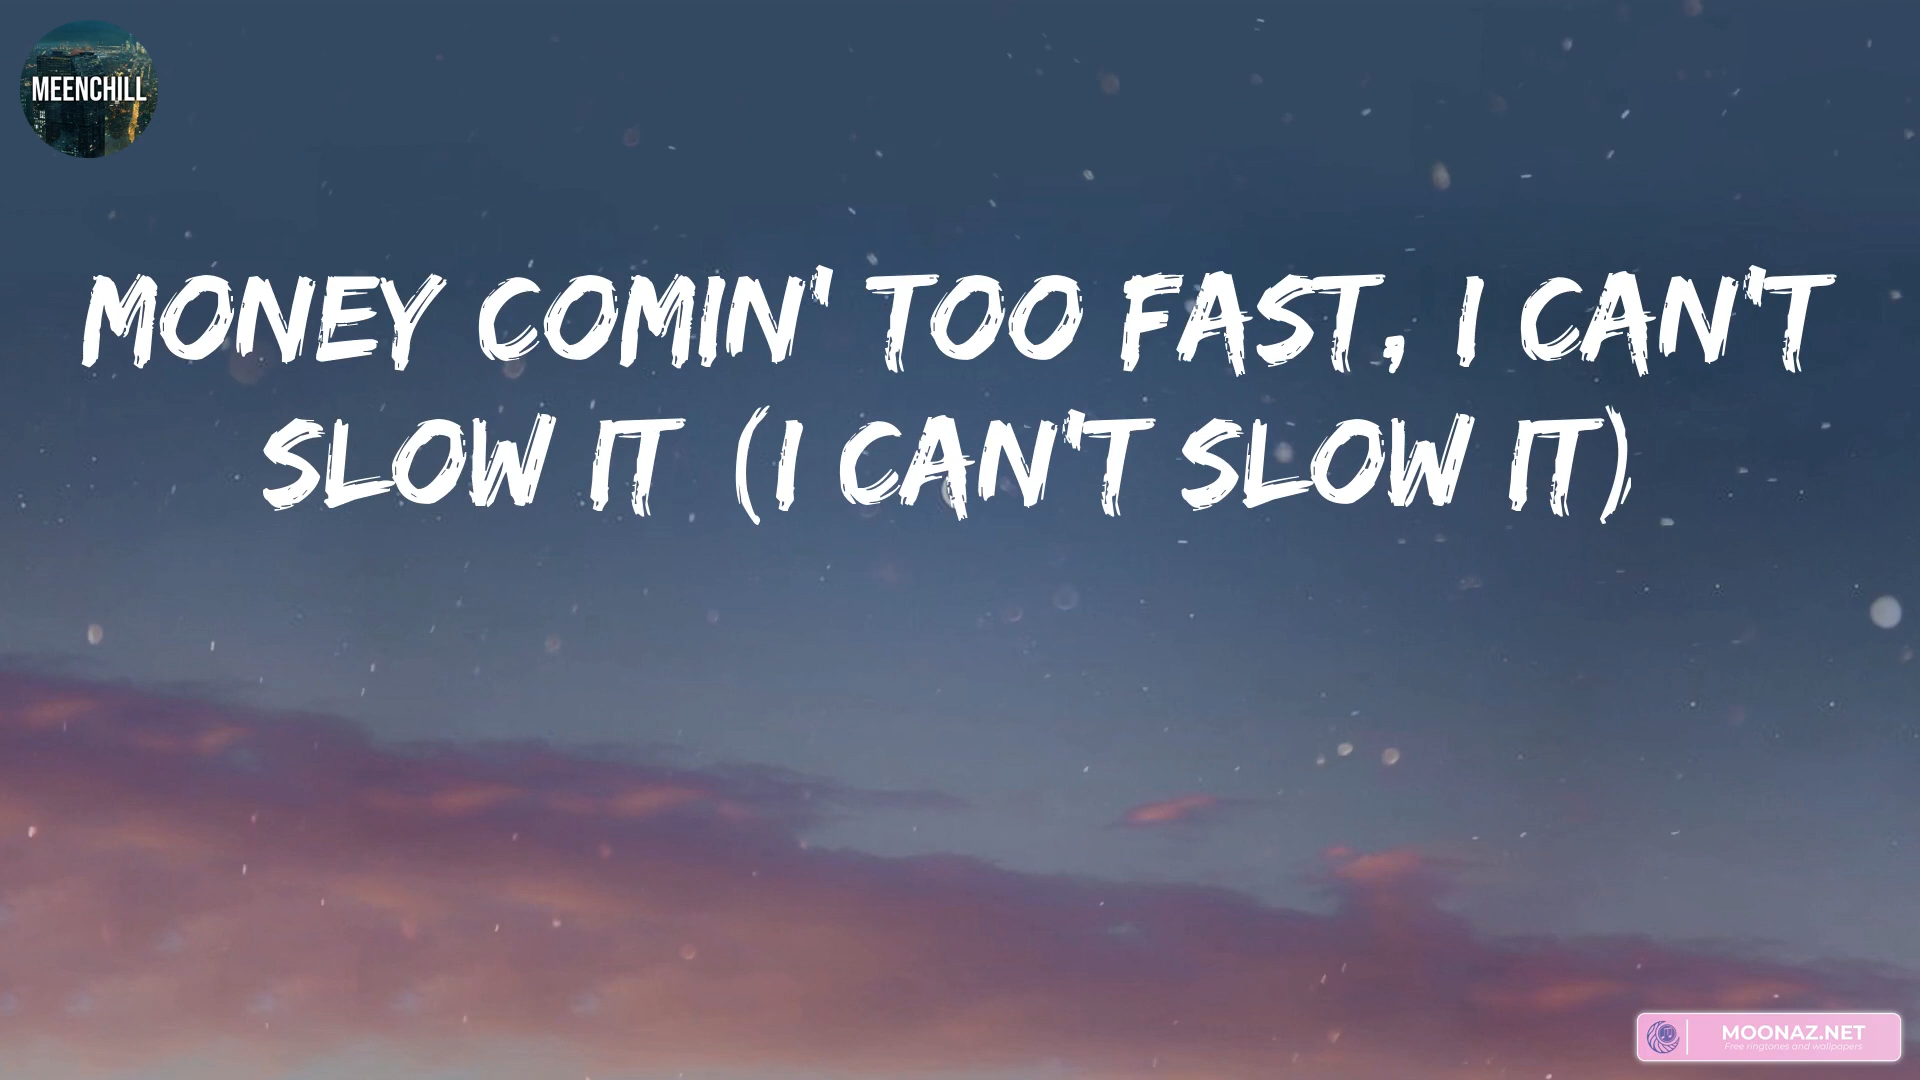 MEENCHILL
MONEY COMIN' TOO FAST, I CAN'T
SLOW IT (I CAN'T SLOW IT)
MOONAZ.NET
Free ringtones and wallpapers